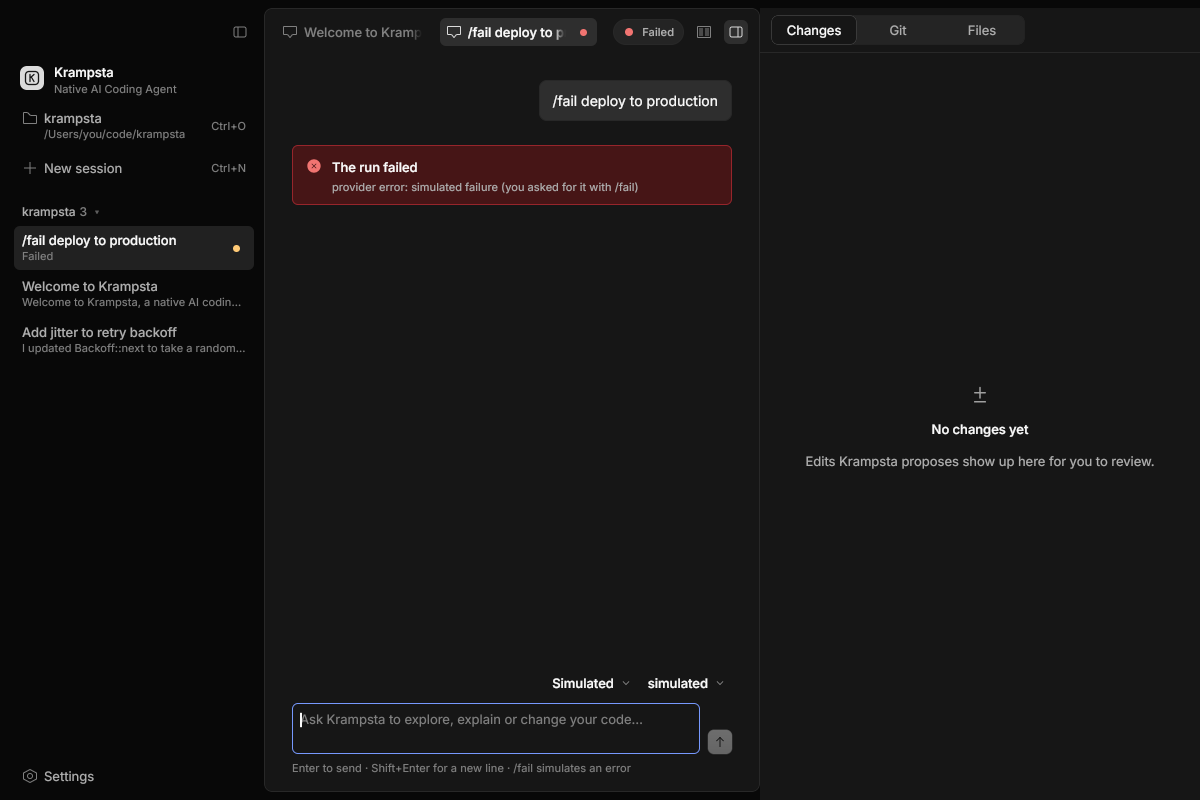 Krampsta
Native AI Coding Agent
krampsta
/Users/you/code/krampsta
Ctrl+O
New session
Ctrl+N
krampsta 3
/fail deploy to production
Failed
Welcome to Krampsta
Welcome to Krampsta, a native AI codin...
Add jitter to retry backoff
I updated Backoff::next to take a random...
Settings
Welcome to Kramp
/fail deploy to p
Failed
/fail deploy to production
The run failed
provider error: simulated failure (you asked for it with /fail)
Simulated
simulated
Ask Krampsta to explore, explain or change your code...
Enter to send · Shift+Enter for a new line · /fail simulates an error
Changes
Git
Files
No changes yet
Edits Krampsta proposes show up here for you to review.